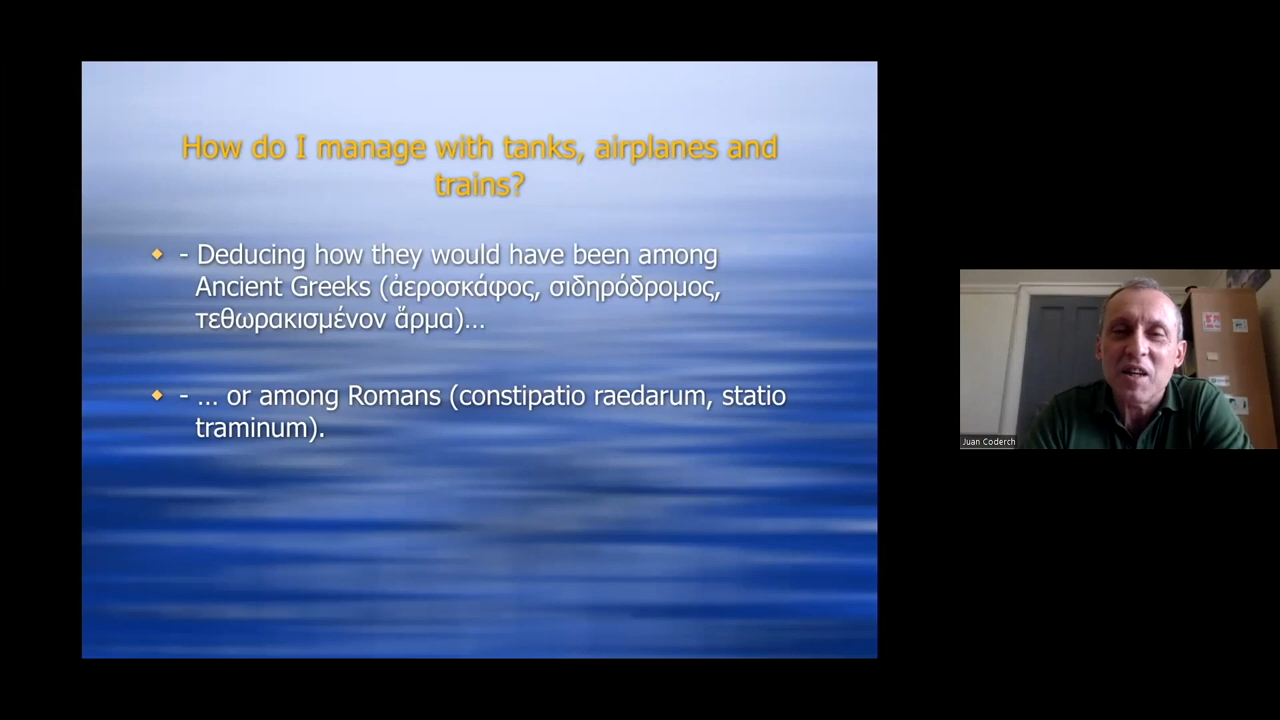 How do I manage with tanks, airplanes and
trains?
- Deducing how they would have been among
Ancient Greeks (ἀεροσκάφος, σιδηρόδρομος,
τεθωρακισμένον ἅρμα)…
- … or among Romans (constipatio raedarum, statio
traminum).
Juan Coderch